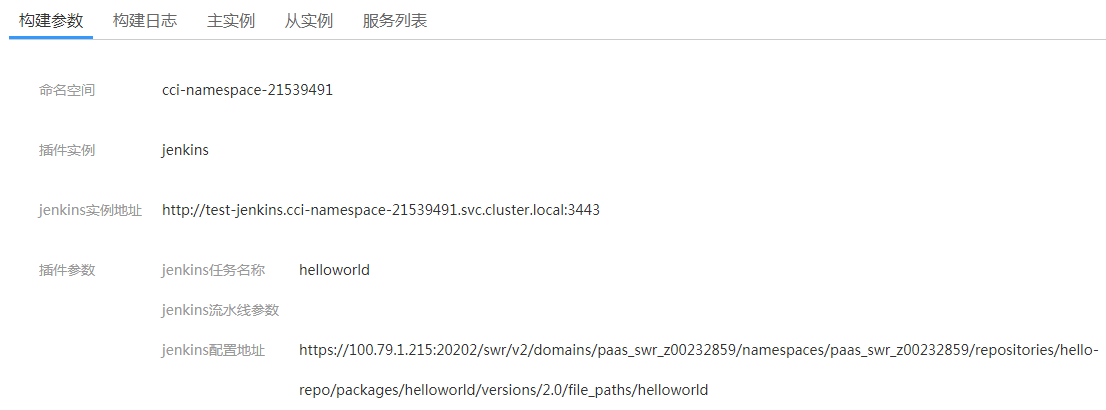 构建参数 构建日志 主实例 从实例 服务列表
命名空间 cci-namespace-21539491
插件实例 jenkins
jenkins实例地址 http://test-jenkins.cci-namespace-21539491.svc.cluster.local:3443
插件参数 jenkins任务名称 helloworld
jenkins流水线参数
jenkins配置地址 https://100.79.1.215:20202/swr/v2/domains/paas_swr_z00232859/namespaces/paas_swr_z00232859/repositories/hello-
repo/packages/helloworld/versions/2.0/file_paths/helloworld